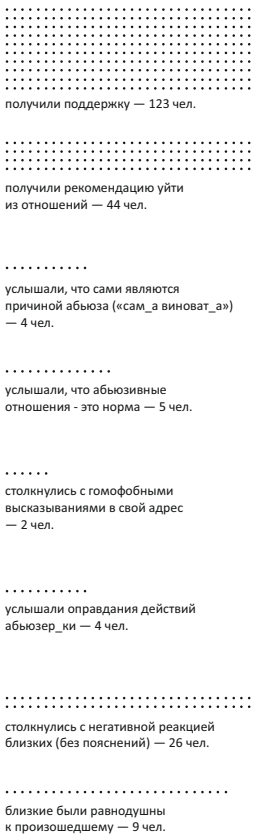 получили поддержку — 123 чел.
получили рекомендацию уйти
из отношений — 44 чел.
услышали, что сами являются
причиной абьюза («сам_а виноват_а»)
— 4 чел.
услышали, что абьюзивные
отношения - это норма — 5 чел.
столкнулись с гомофобными
высказываниями в свой адрес
— 2 чел.
услышали оправдания действий
абьюзер_ки — 4 чел.
столкнулись с негативной реакцией
близких (без пояснений) — 26 чел.
близкие были равнодушны
к произошедшему — 9 чел.